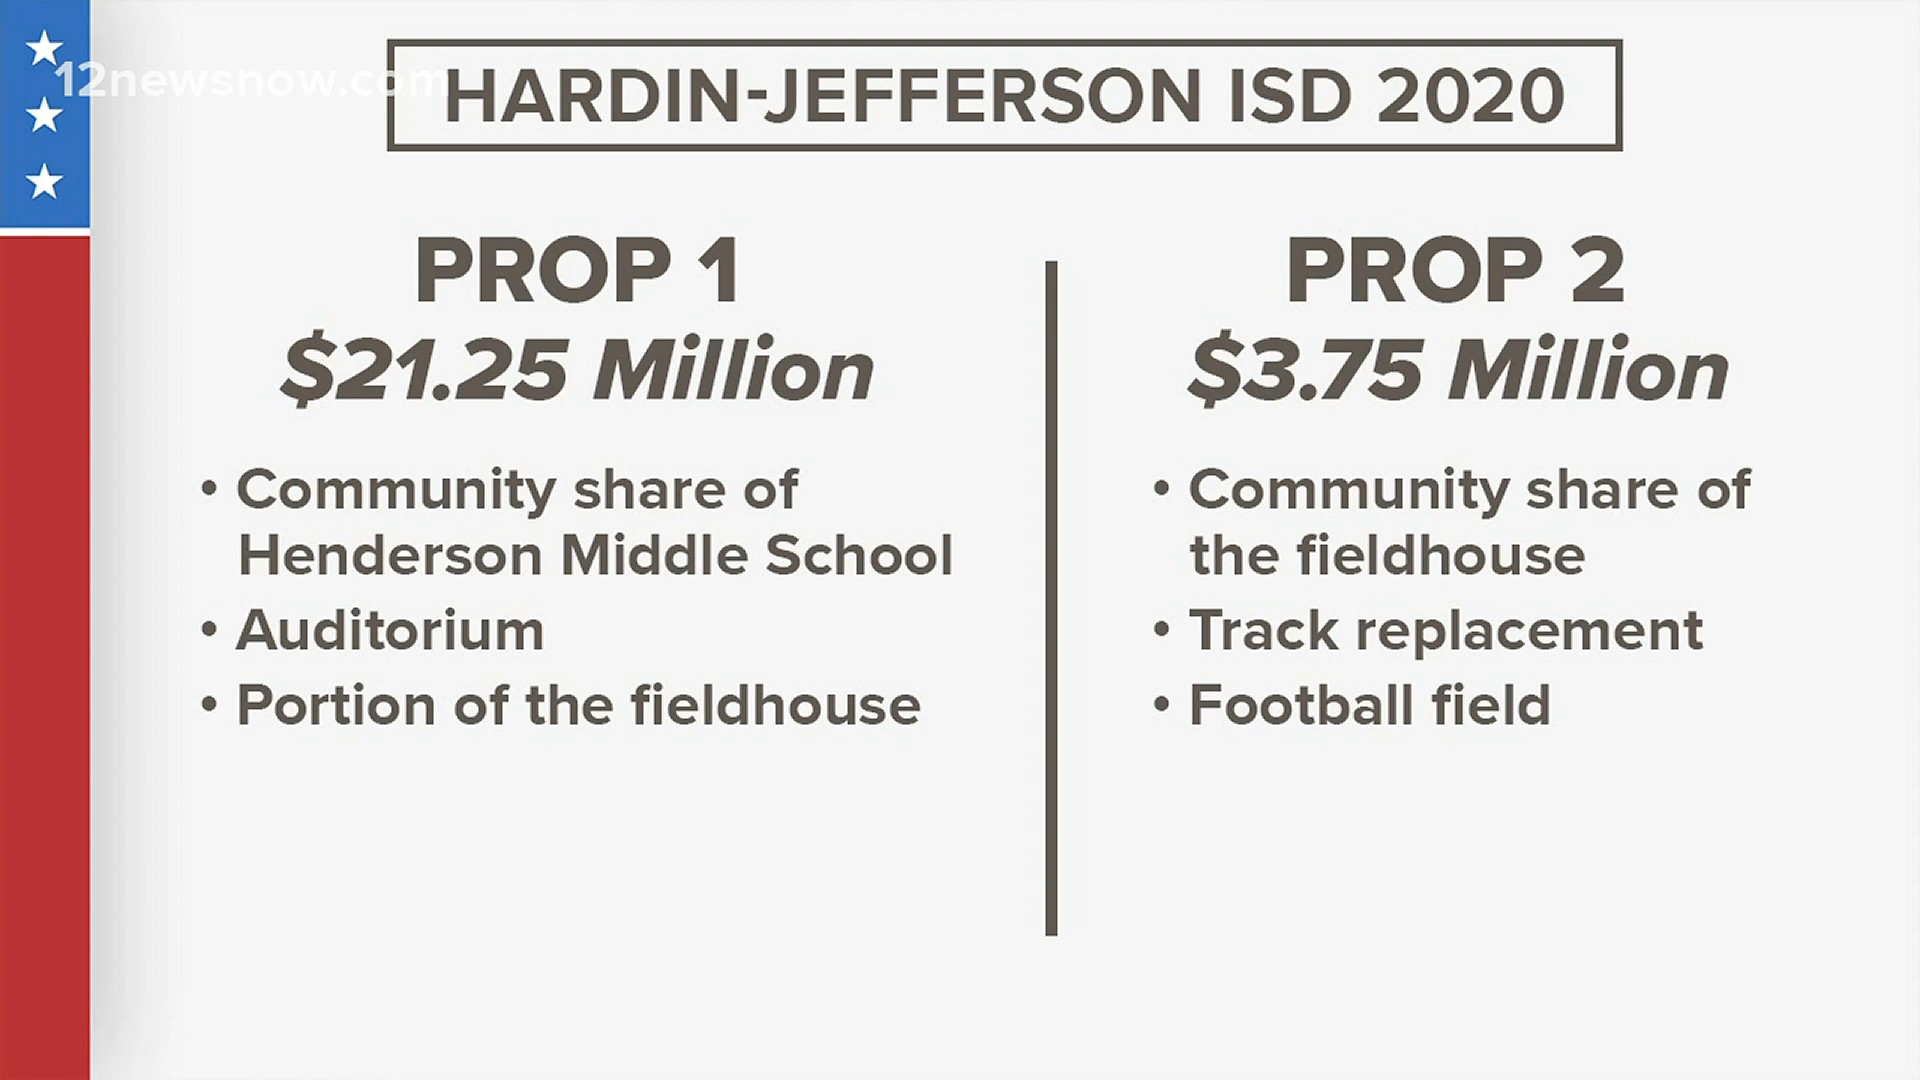 12newsnow.com
HARDIN-JEFFERSON ISD 2020
PROP 1
$21.25 Million
• Community share of
Henderson Middle School
• Auditorium
• Portion of the fieldhouse
PROP 2
$3.75 Million
• Community share of
the fieldhouse
• Track replacement
• Football field